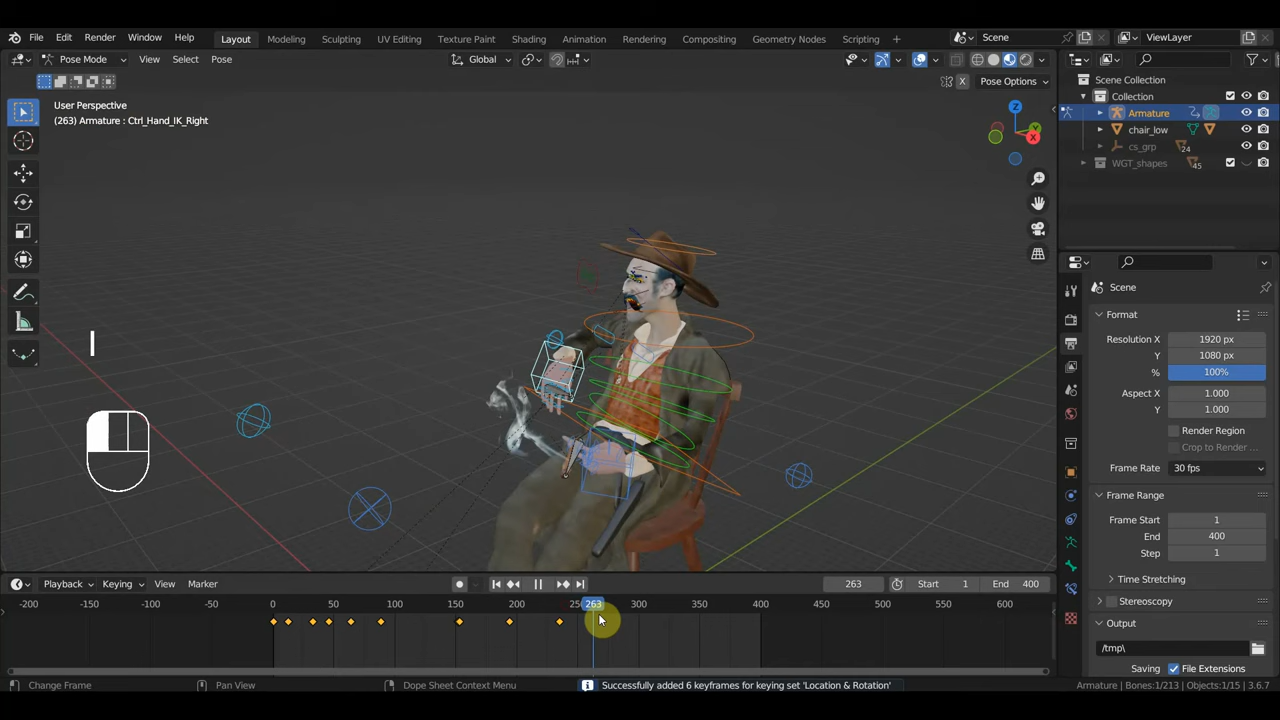 File Edit Render Window Help Layout Modeling Sculpting UV Editing Texture Paint Shading Animation Rendering Compositing Geometry Nodes Scripting + Scene ViewLayer
Pose Mode View Select Pose Global
X Pose Options
Scene Collection
Collection
Armature
chair_low
cs_grp 24
WGT_shapes 45
User Perspective
(263) Armature : Ctrl_Hand_IK_Right
Z
Y
X
Scene
Format
Resolution X 1920 px
Y 1080 px
% 100%
Aspect X 1.000
Y 1.000
Render Region
Crop to Render ...
Frame Rate 30 fps
Frame Range
Frame Start 1
End 400
Step 1
Time Stretching
Stereoscopy
Output
/tmp\
Saving File Extensions
I
Playback Keying View Marker 263 Start 1 End 400
-200 -150 -100 -50 0 50 100 150 200 25 263 300 350 400 450 500 550 600
Change Frame Pan View Dope Sheet Context Menu Successfully added 6 keyframes for keying set 'Location & Rotation' Armature | Bones:1/213 | Objects:1/15 | 3.6.7